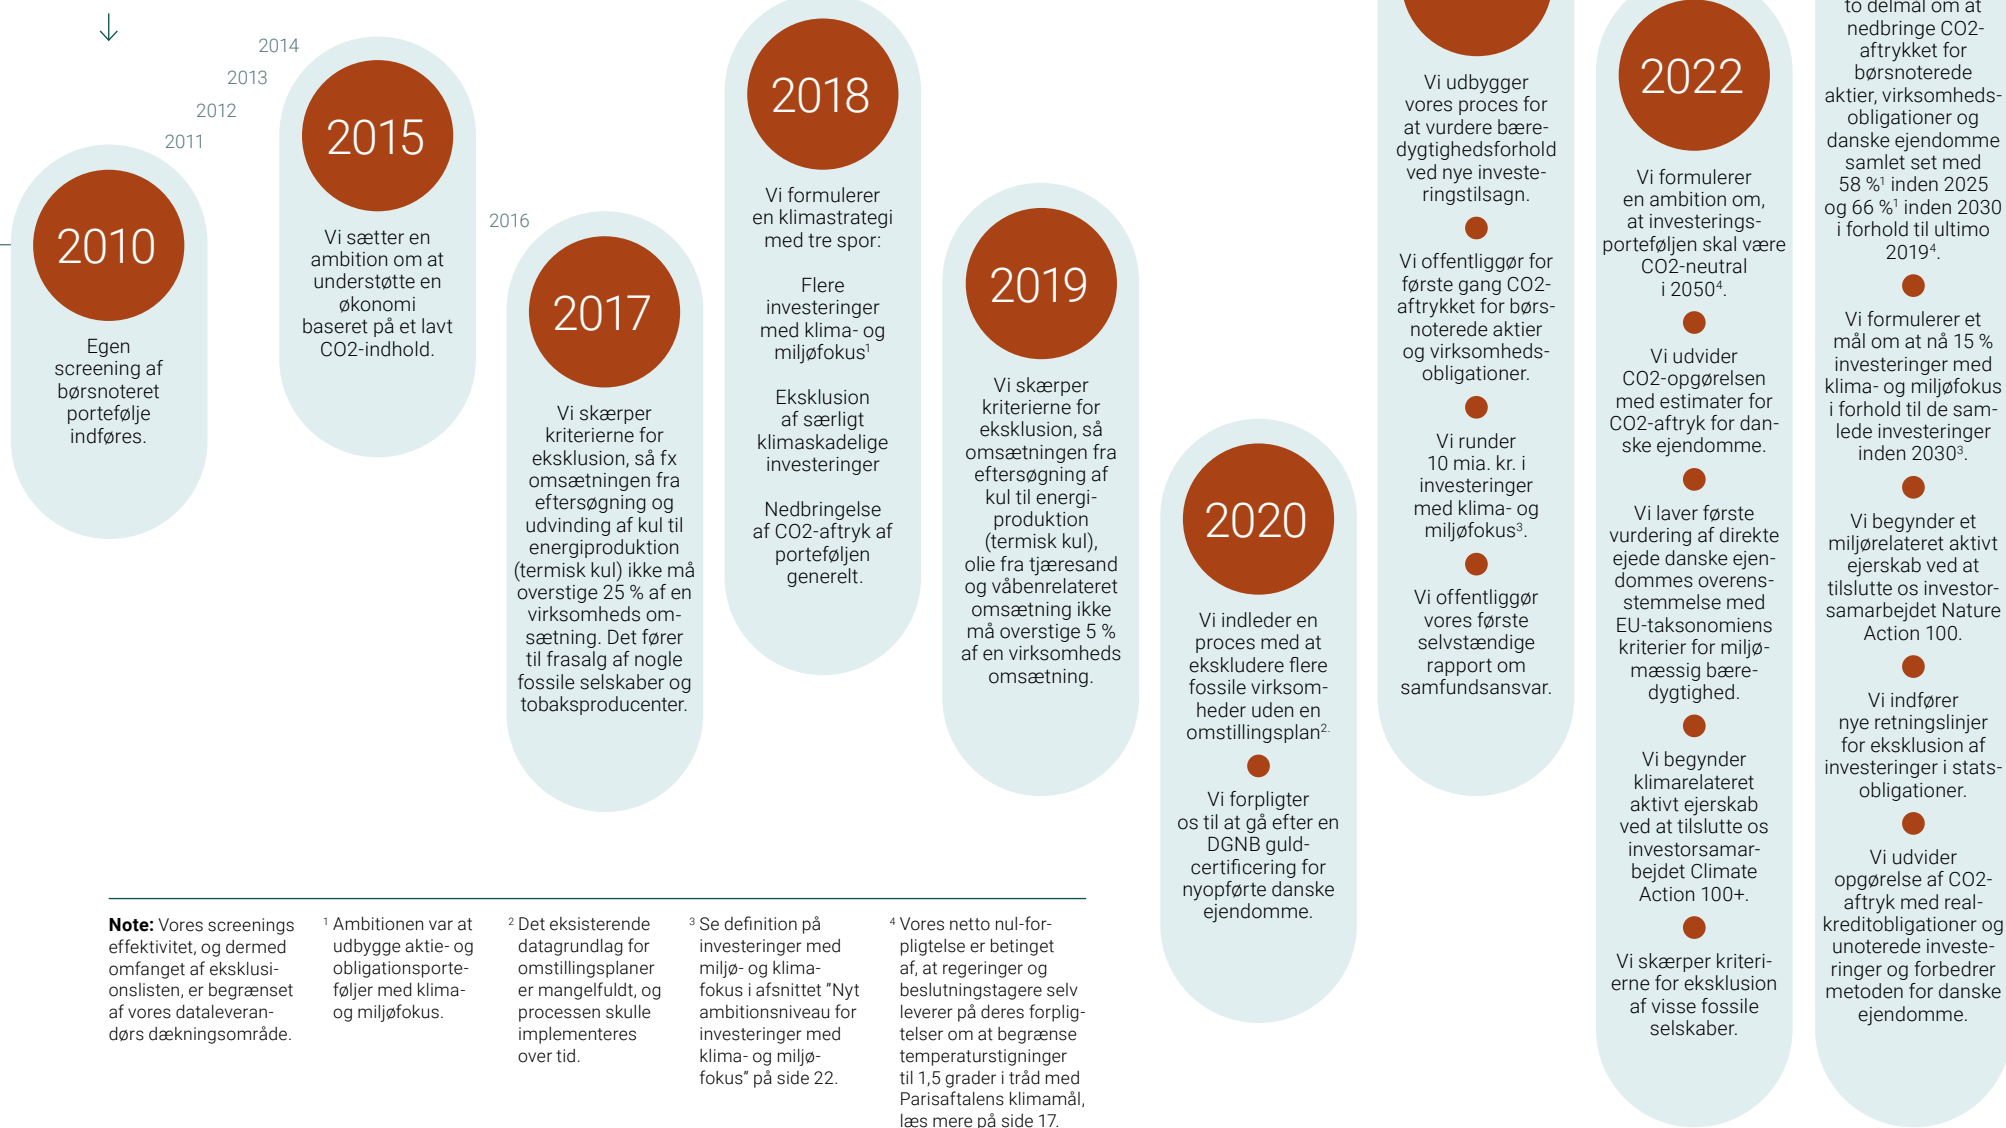 2010
Egen
screening af
børsnoteret
portefølje
indføres.
2011
2012
2013
2014
2015
Vi sætter en
ambition om at
understøtte en
økonomi
baseret på et lavt
CO2-indhold.
2016
2017
Vi skærper
kriterierne for
eksklusion, så fx
omsætningen fra
eftersøgning og
udvinding af kul til
energiproduktion
(termisk kul) ikke må
overstige 25 % af en
virksomheds om-
sætning. Det fører
til frasalg af nogle
fossile selskaber og
tobaksproducenter.
2018
Vi formulerer
en klimastrategi
med tre spor:
Flere
investeringer
med klima- og
miljøfokus¹
Eksklusion
af særligt
klimaskadelige
investeringer
Nedbringelse
af CO2-aftryk af
porteføljen
generelt.
2019
Vi skærper
kriterierne for
eksklusion, så
omsætningen fra
eftersøgning af
kul til energi-
produktion
(termisk kul),
olie fra tjæresand
og våbenrelateret
omsætning ikke
må overstige 5 %
af en virksomheds
omsætning.
2020
Vi indleder en
proces med at
ekskludere flere
fossile virksom-
heder uden en
omstillingsplan².
Vi forpligter
os til at gå efter en
DGNB guld-
certificering for
nyopførte danske
ejendomme.
Vi udbygger
vores proces for
at vurdere bære-
dygtighedsforhold
ved nye investe-
ringstilsagn.
Vi offentliggør for
første gang CO2-
aftrykket for børs-
noterede aktier
og virksomheds-
obligationer.
Vi runder
10 mia. kr. i
investeringer
med klima- og
miljøfokus³.
Vi offentliggør
vores første
selvstændige
rapport om
samfundsansvar.
2022
Vi formulerer
en ambition om,
at investerings-
porteføljen skal være
CO2-neutral
i 2050⁴.
Vi udvider
CO2-opgørelsen
med estimater for
CO2-aftryk for dan-
ske ejendomme.
Vi laver første
vurdering af direkte
ejede danske ejen-
dommes overens-
stemmelse med
EU-taksonomiens
kriterier for miljø-
mæssig bære-
dygtighed.
Vi begynder
klimarelateret
aktivt ejerskab
ved at tilslutte os
investorsamar-
bejdet Climate
Action 100+.
Vi skærper kriteri-
erne for eksklusion
af visse fossile
selskaber.
to delmål om at
nedbringe CO2-
aftrykket for
børsnoterede
aktier, virksomheds-
obligationer og
danske ejendomme
samlet set med
58 %¹ inden 2025
og 66 %¹ inden 2030
i forhold til ultimo
2019⁴.
Vi formulerer et
mål om at nå 15 %
investeringer med
klima- og miljøfokus
i forhold til de sam-
lede investeringer
inden 2030³.
Vi begynder et
miljørelateret aktivt
ejerskab ved at
tilslutte os investor-
samarbejdet Nature
Action 100.
Vi indfører
nye retningslinjer
for eksklusion af
investeringer i stats-
obligationer.
Vi udvider
opgørelse af CO2-
aftryk med real-
kreditobligationer og
unoterede investe-
ringer og forbedrer
metoden for danske
ejendomme.
Note: Vores screenings
effektivitet, og dermed
omfanget af eksklusi-
onslisten, er begrænset
af vores dataleveran-
dørs dækningsområde.
¹ Ambitionen var at
udbygge aktie- og
obligationsporte-
føljer med klima-
og miljøfokus.
² Det eksisterende
datagrundlag for
omstillingsplaner
er mangelfuldt, og
processen skulle
implementeres
over tid.
³ Se definition på
investeringer med
miljø- og klima-
fokus i afsnittet ”Nyt
ambitionsniveau for
investeringer med
klima- og miljø-
fokus” på side 22.
⁴ Vores netto nul-for-
pligtelse er betinget
af, at regeringer og
beslutningstagere selv
leverer på deres forplig-
telser om at begrænse
temperaturstigninger
til 1,5 grader i tråd med
Parisaftalens klimamål,
læs mere på side 17.